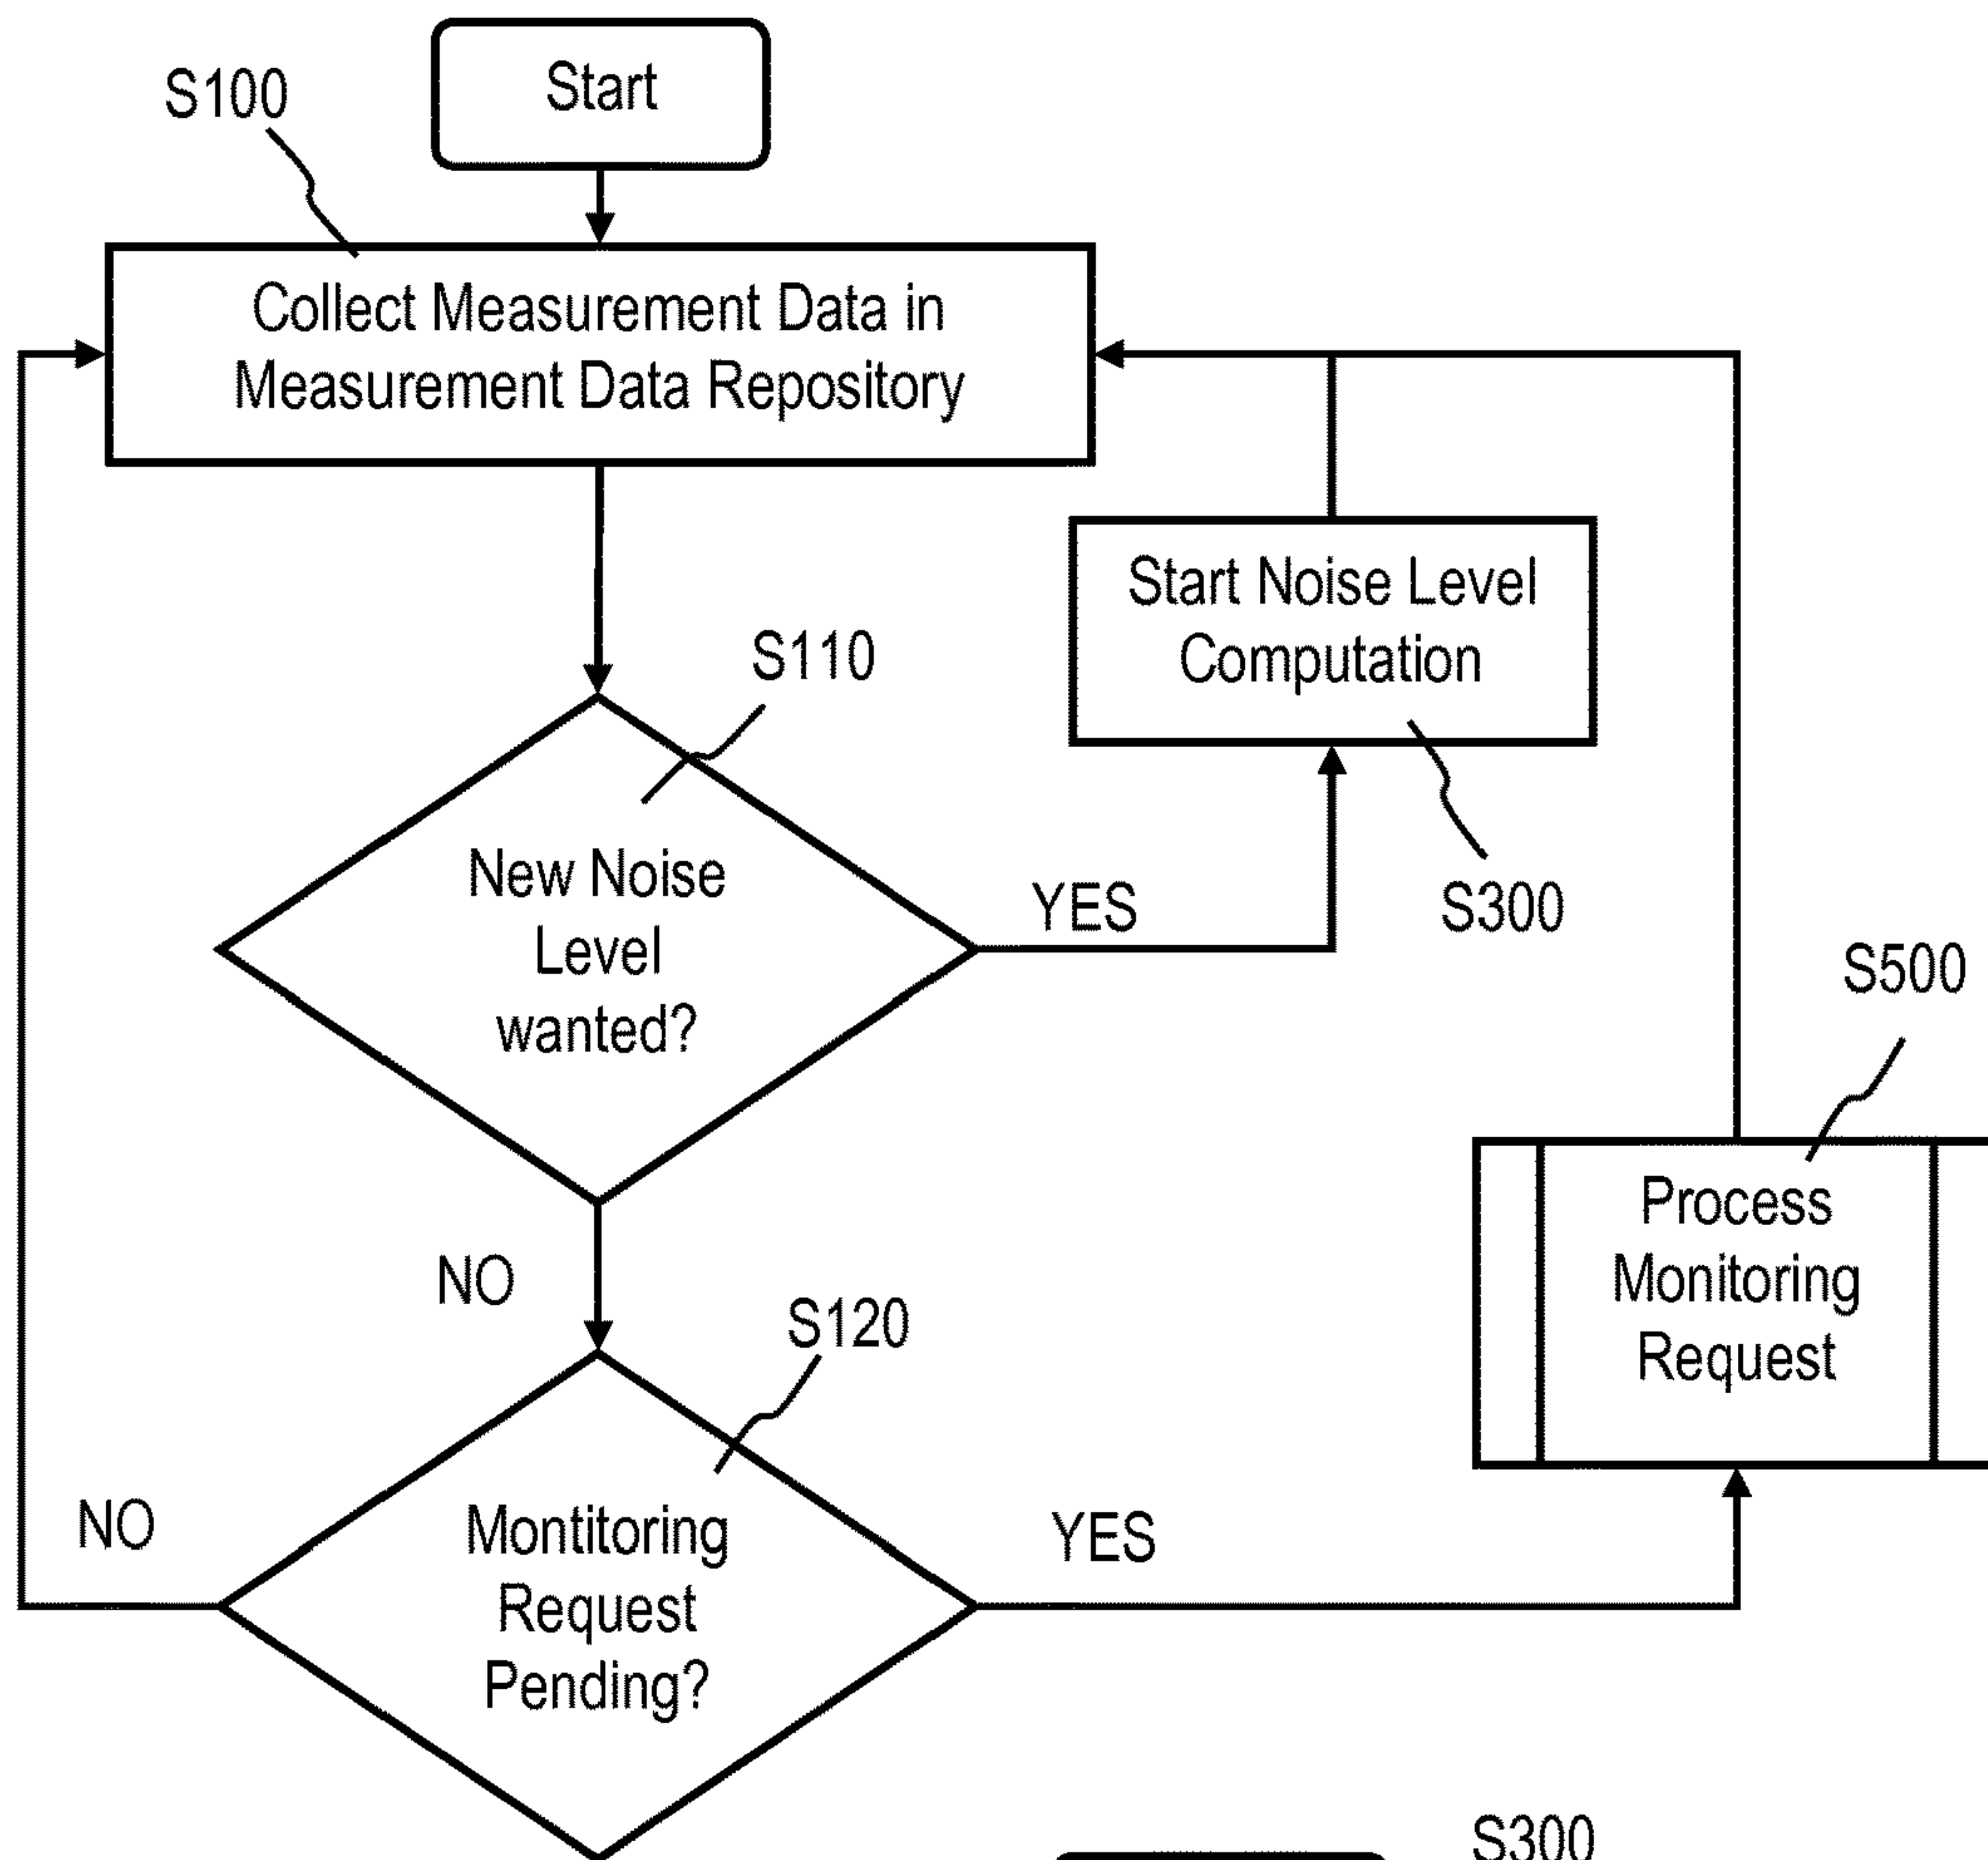 Start
S100
Collect Measurement Data in
Measurement Data Repository
Start Noise Level
Computation
S110
New Noise
Level
wanted?
YES
S300
S500
Process
Monitoring
Request
NO
S120
NO
Montitoring
Request
Pending?
YES
S300